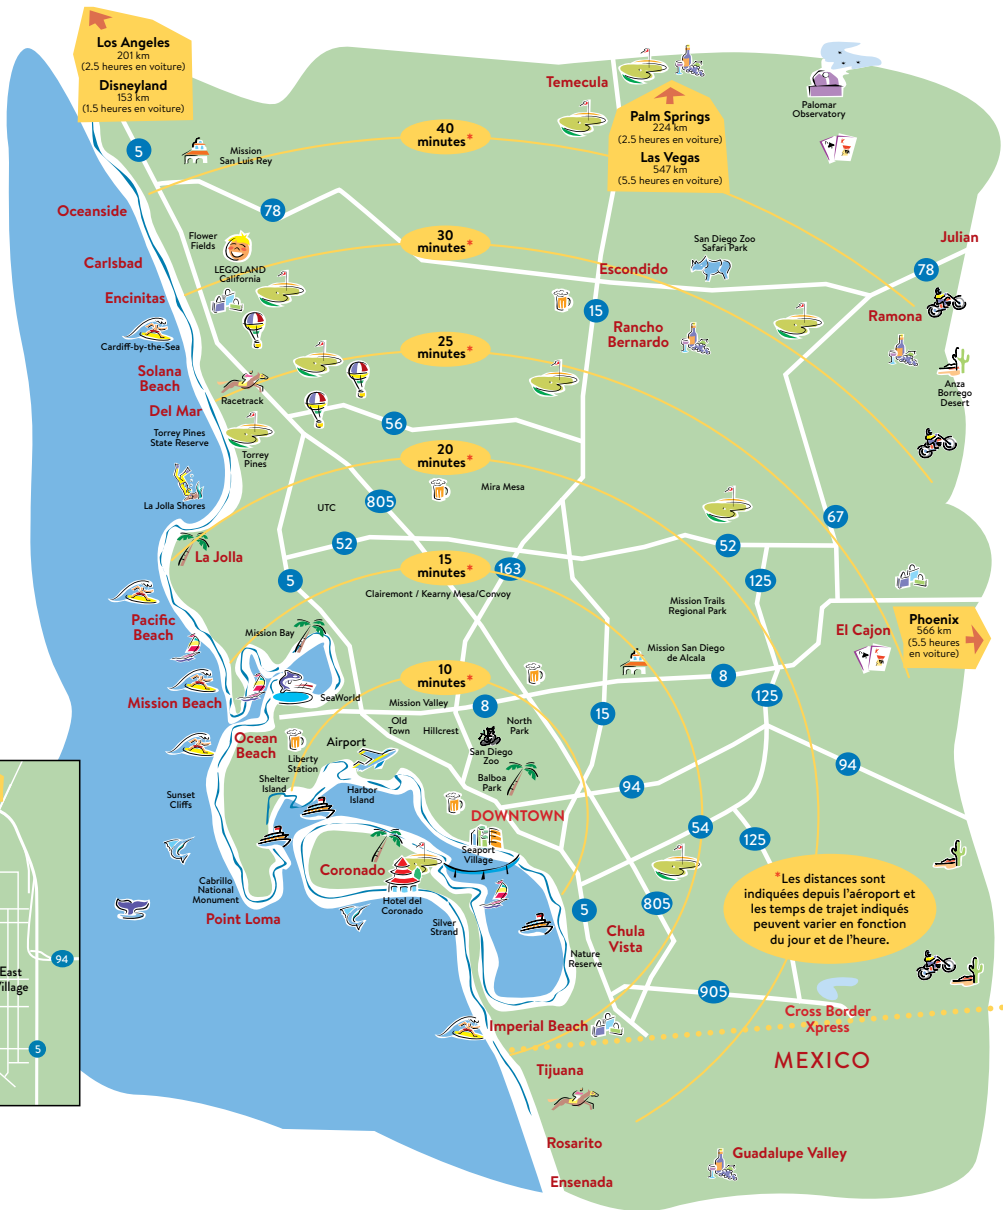 Los Angeles
201 km
(2.5 heures en voiture)
Disneyland
153 km
(1.5 heures en voiture)
Temecula
Palm Springs
224 km
(2.5 heures en voiture)
Las Vegas
547 km
(5.5 heures en voiture)
Palomar
Observatory
40
minutes*
5
Mission
San Luis Rey
Oceanside
78
30
minutes*
Flower
Fields
LEGOLAND
California
Carlsbad
Encinitas
Escondido
San Diego Zoo
Safari Park
Julian
78
15
Ramona
Rancho
Bernardo
Cardiff-by-the-Sea
25
minutes*
Solana
Beach
Racetrack
Del Mar
Anza
Borrego
Desert
56
Torrey Pines
State Reserve
Torrey
Pines
20
minutes*
Mira Mesa
805
UTC
La Jolla Shores
67
52
52
La Jolla
15
minutes*
163
5
125
Clairemont / Kearny Mesa/Convoy
Mission Trails
Regional Park
Pacific
Beach
Mission Bay
El Cajon
Phoenix
566 km
(5.5 heures
en voiture)
Mission San Diego
de Alcala
10
minutes*
8
125
Mission Beach
SeaWorld
Mission Valley
8
15
Old
Town
Hillcrest
North
Park
San Diego
Zoo
Ocean
Beach
Airport
Liberty
Station
94
Shelter
Island
Harbor
Island
Balboa
Park
94
Sunset
Cliffs
DOWNTOWN
54
125
Seaport
Village
Coronado
Cabrillo
National
Monument
Hotel del
Coronado
Point Loma
Silver
Strand
5
805
*Les distances sont
indiquées depuis l'aéroport et
les temps de trajet indiqués
peuvent varier en fonction
du jour et de l'heure.
Chula
Vista
Nature
Reserve
94
East
Village
905
Cross Border
Xpress
Imperial Beach
5
MEXICO
Tijuana
Rosarito
Guadalupe Valley
Ensenada